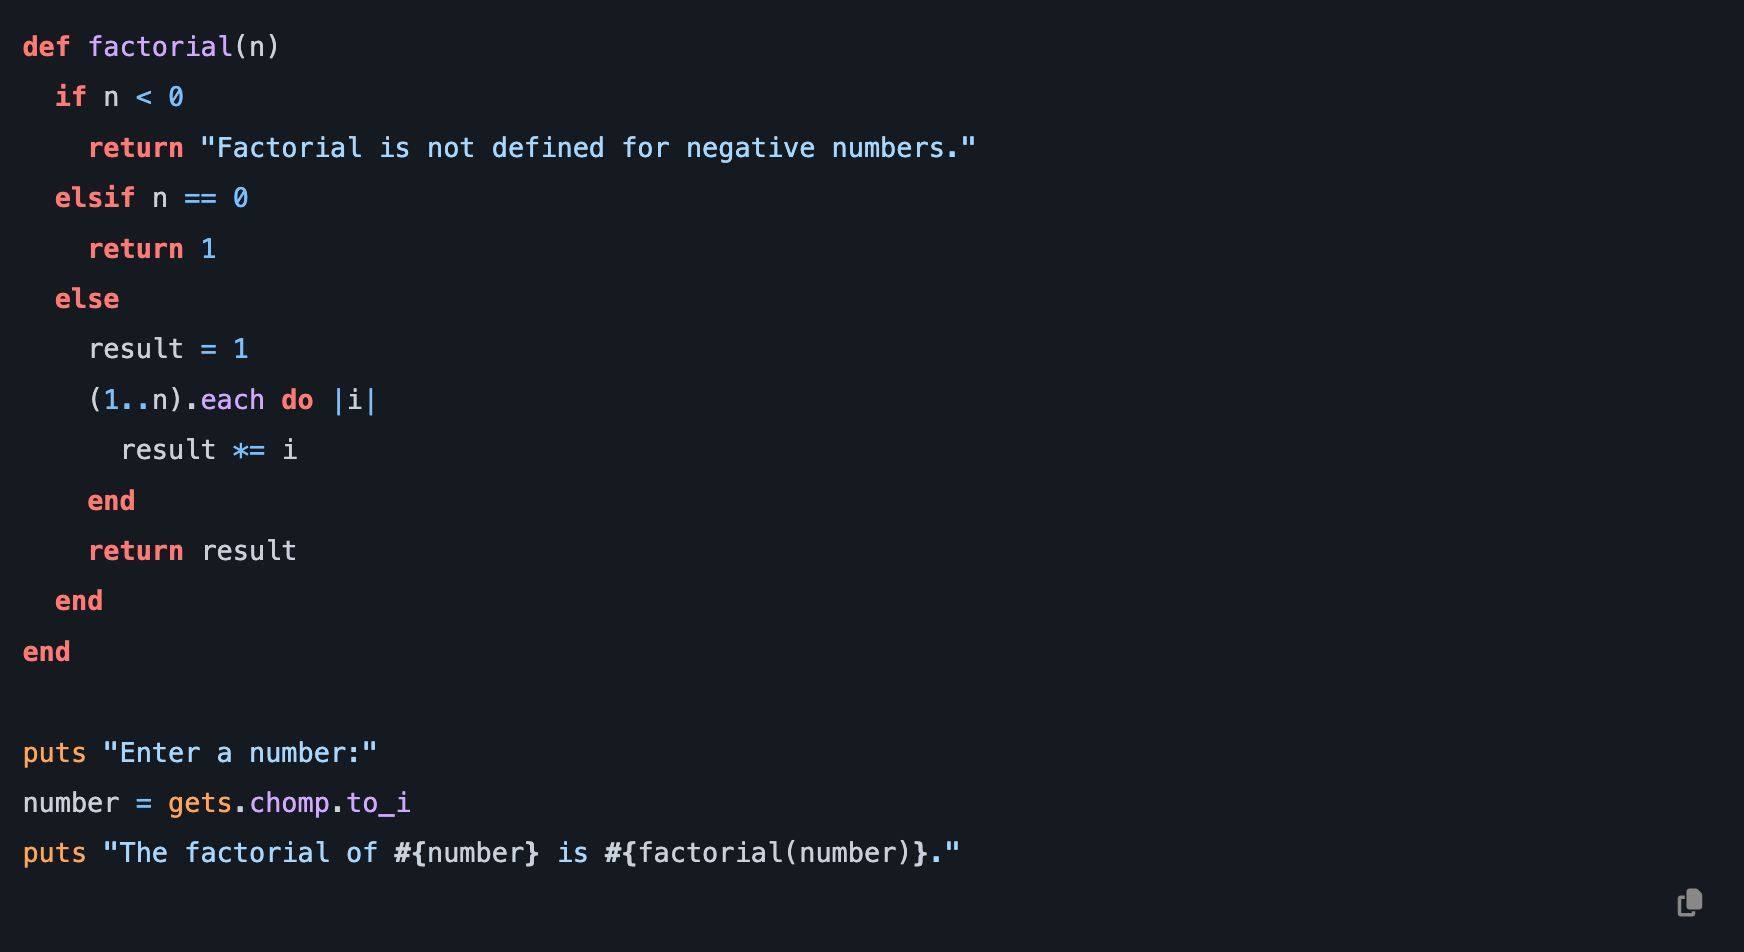 def factorial(n)
  if n < 0
    return "Factorial is not defined for negative numbers."
  elsif n == 0
    return 1
  else
    result = 1
    (1..n).each do |i|
      result *= i
    end
    return result
  end
end

puts "Enter a number:"
number = gets.chomp.to_i
puts "The factorial of #{number} is #{factorial(number)}."